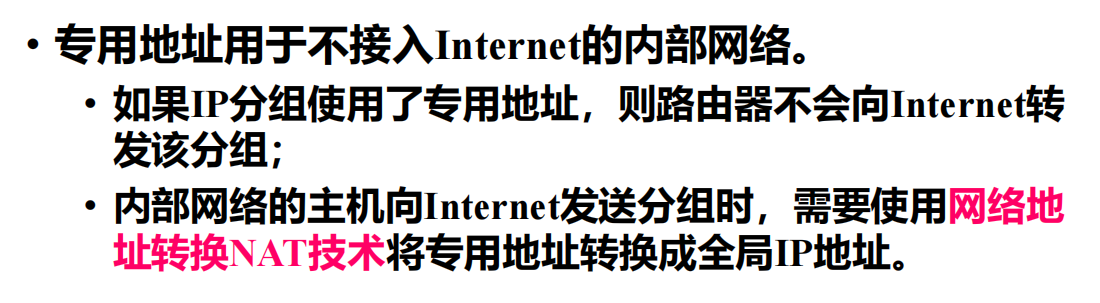 • 专用地址用于不接入Internet的内部网络。
• 如果IP分组使用了专用地址，则路由器不会向Internet转
发该分组；
• 内部网络的主机向Internet发送分组时，需要使用网络地
址转换NAT技术将专用地址转换成全局IP地址。